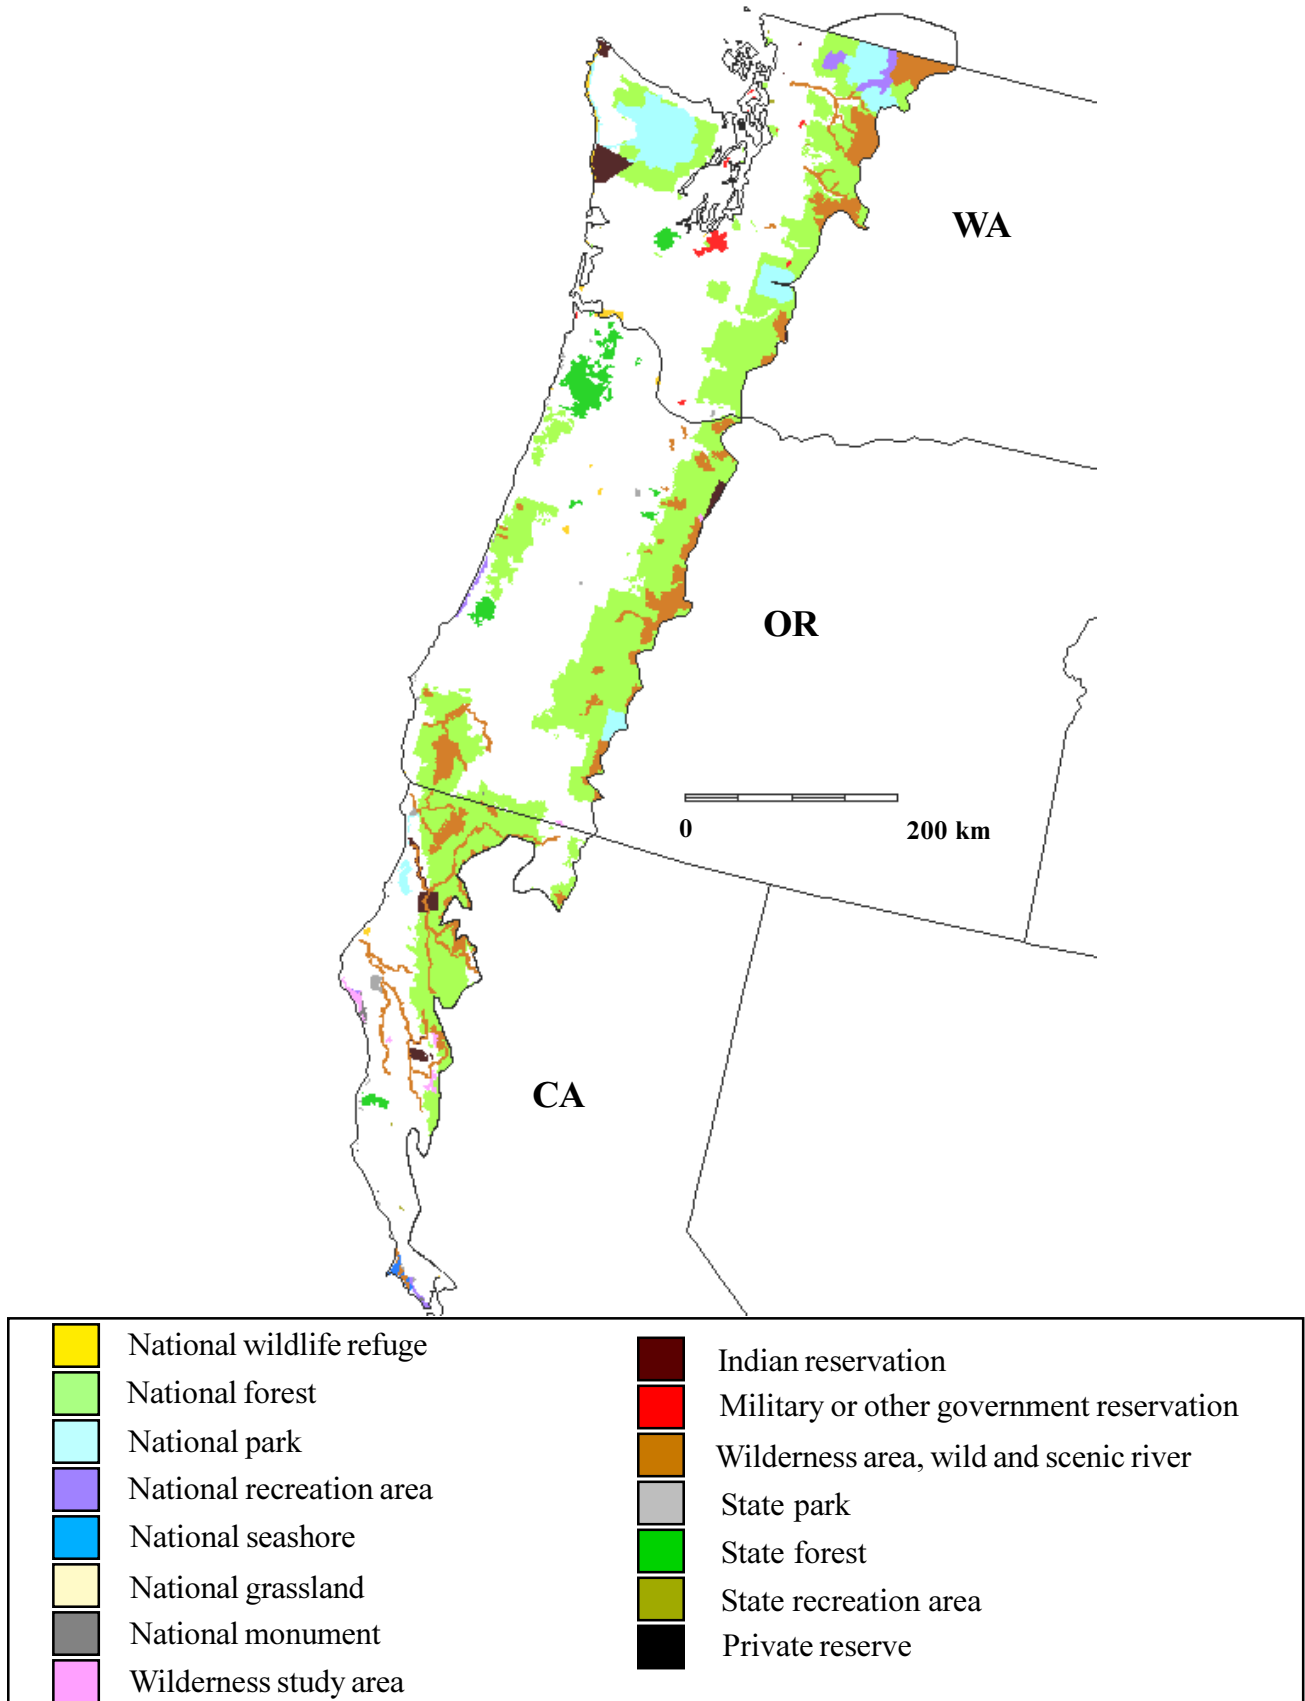 WA
OR
0 200 km
CA
National wildlife refuge
National forest
National park
National recreation area
National seashore
National grassland
National monument
Wilderness study area
Indian reservation
Military or other government reservation
Wilderness area, wild and scenic river
State park
State forest
State recreation area
Private reserve